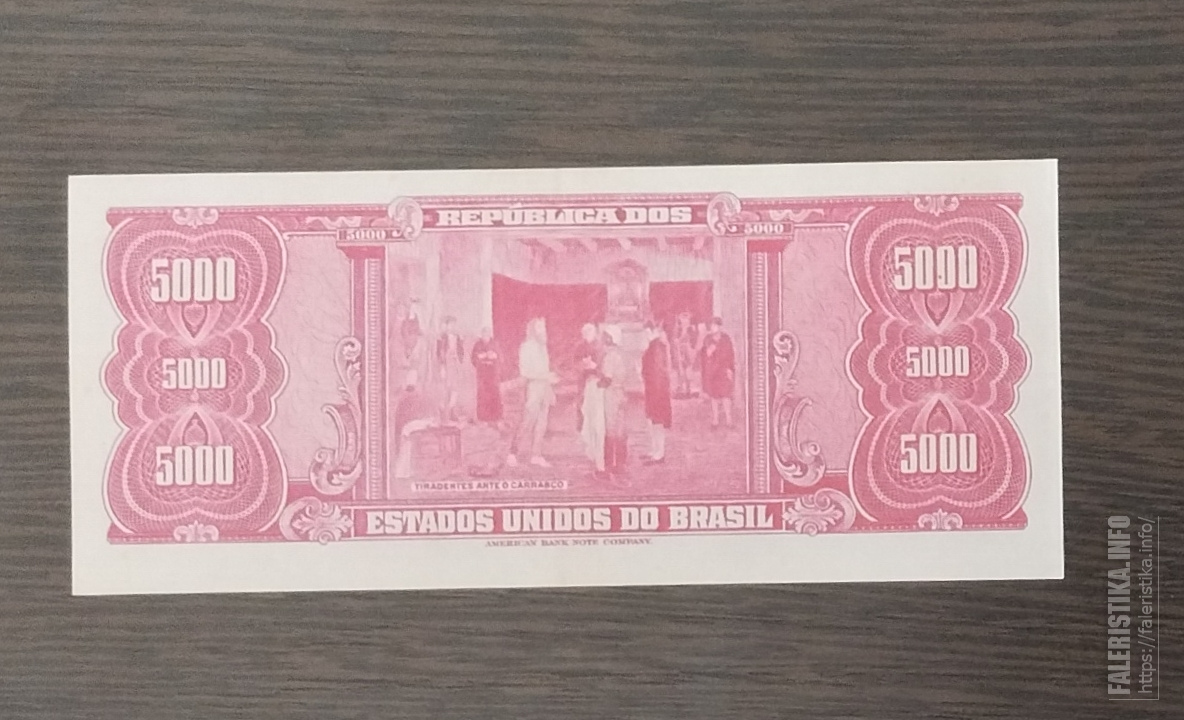 REPÚBLICA DOS
5000 5000
5000 5000
5000 5000
5000 5000
TIRADENTES ANTE O CARRASCO
ESTADOS UNIDOS DO BRASIL
AMERICAN BANK NOTE COMPANY.
FALERISTIKA.INFO
https://faleristika.info/